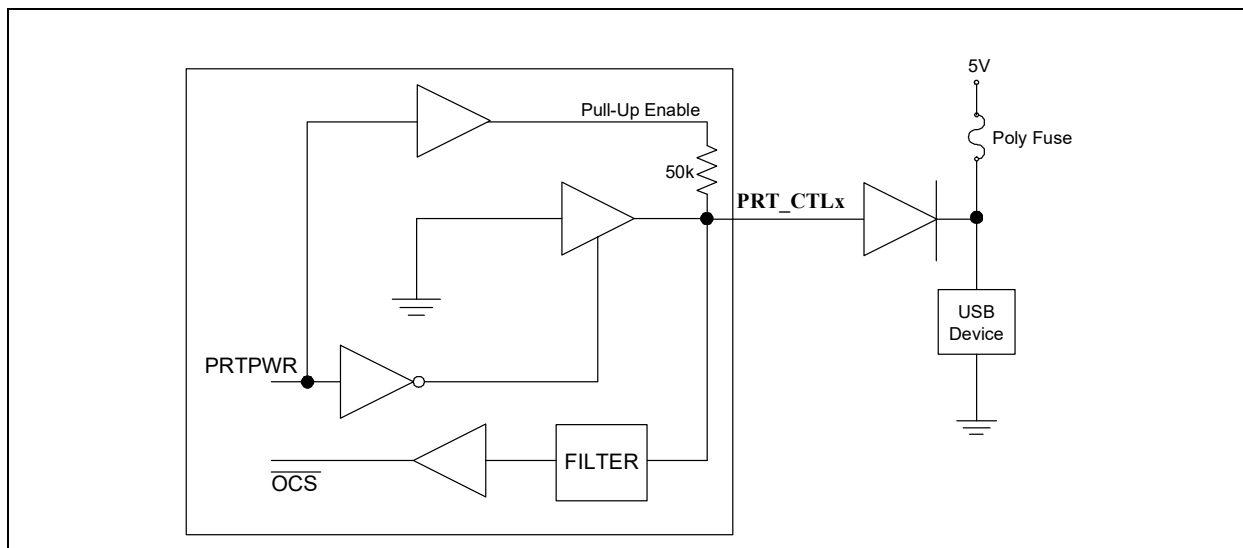 5V
Pull-Up Enable
Poly Fuse
50k
PRT_CTLx
USB
Device
PRTPWR
FILTER
OCS